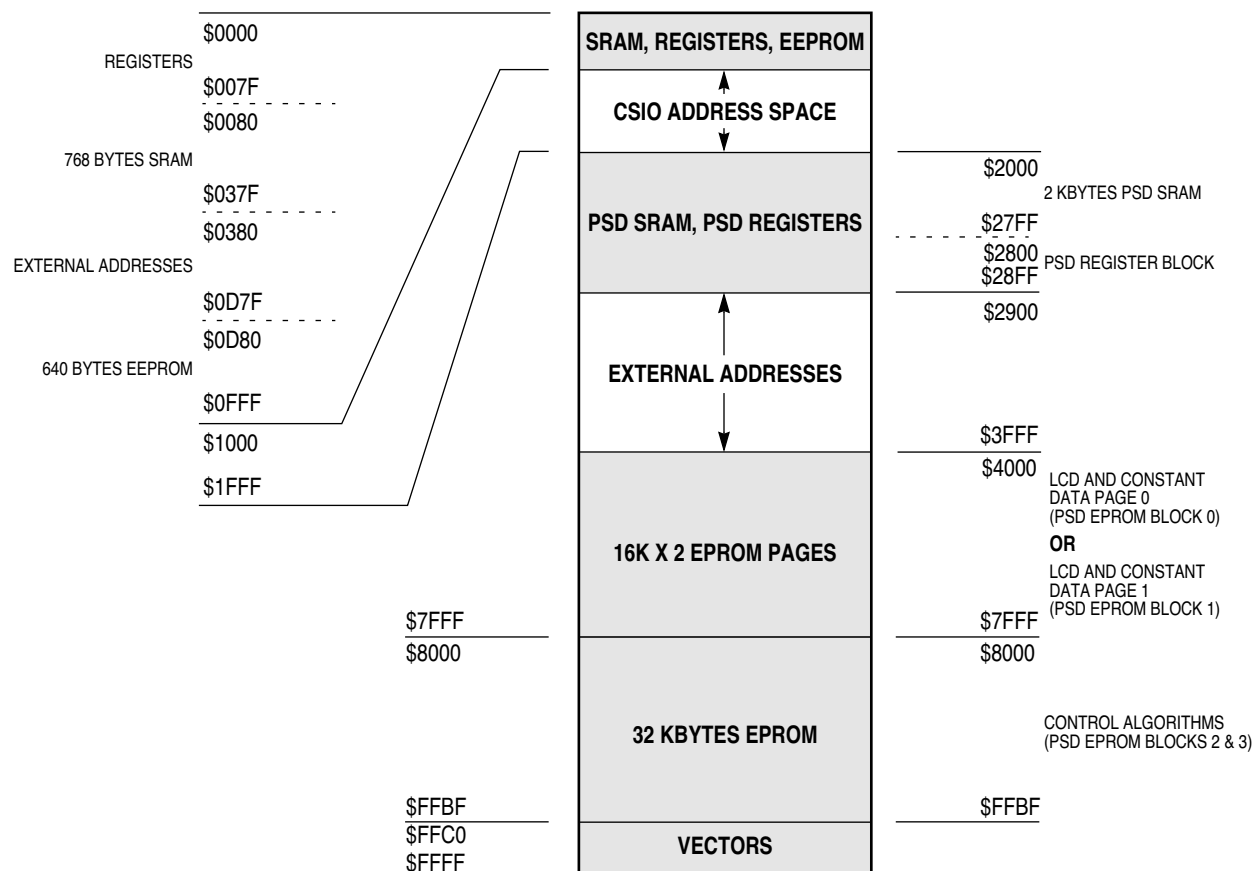 $0000
REGISTERS
$007F
$0080
768 BYTES SRAM
$037F
$0380
EXTERNAL ADDRESSES
$0D7F
$0D80
640 BYTES EEPROM
$0FFF
$1000
$1FFF
$7FFF
$8000
$FFBF
$FFC0
$FFFF
SRAM, REGISTERS, EEPROM
CSIO ADDRESS SPACE
PSD SRAM, PSD REGISTERS
EXTERNAL ADDRESSES
16K X 2 EPROM PAGES
32 KBYTES EPROM
VECTORS
$2000
2 KBYTES PSD SRAM
$27FF
$2800
PSD REGISTER BLOCK
$28FF
$2900
$3FFF
$4000
LCD AND CONSTANT
DATA PAGE 0
(PSD EPROM BLOCK 0)
OR
LCD AND CONSTANT
DATA PAGE 1
(PSD EPROM BLOCK 1)
$7FFF
$8000
CONTROL ALGORITHMS
(PSD EPROM BLOCKS 2 & 3)
$FFBF